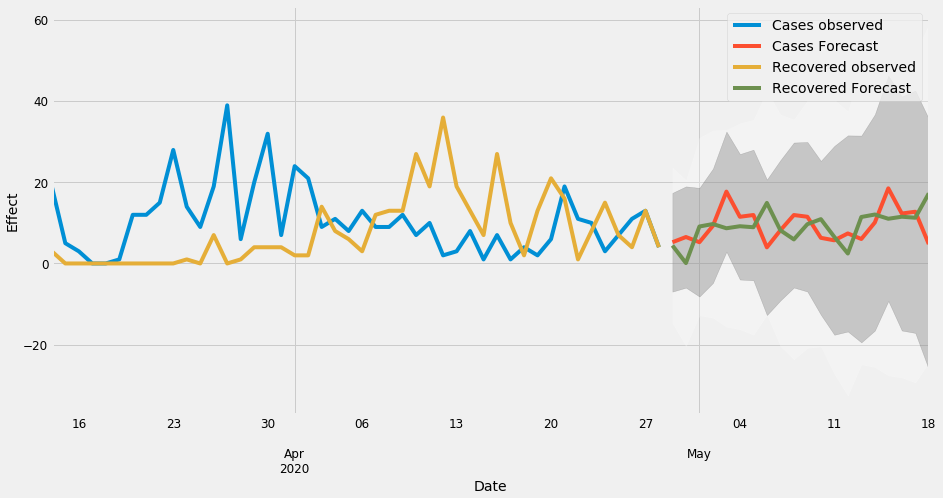 60
40
20
0
−20
Effect
Cases observed
Cases Forecast
Recovered observed
Recovered Forecast
16 23 30 06 13 20 27 04 11 18
Apr May
2020
Date